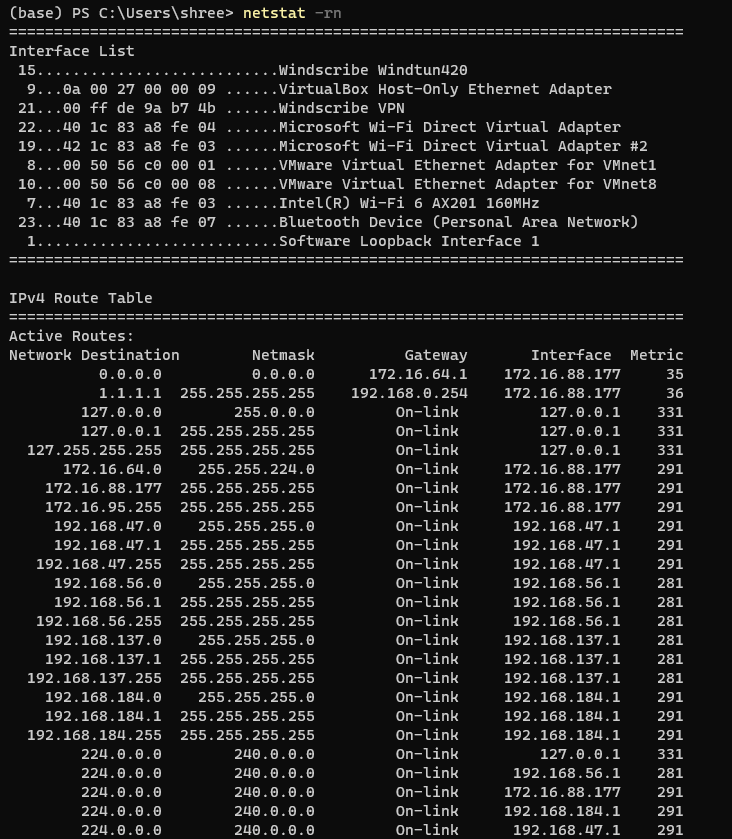 (base) PS C:\Users\shree> netstat -rn
===========================================================================
Interface List
 15...........................Windscribe Windtun420
  9...0a 00 27 00 00 09 ......VirtualBox Host-Only Ethernet Adapter
 21...00 ff de 9a b7 4b ......Windscribe VPN
 22...40 1c 83 a8 fe 04 ......Microsoft Wi-Fi Direct Virtual Adapter
 19...42 1c 83 a8 fe 03 ......Microsoft Wi-Fi Direct Virtual Adapter #2
  8...00 50 56 c0 00 01 ......VMware Virtual Ethernet Adapter for VMnet1
 10...00 50 56 c0 00 08 ......VMware Virtual Ethernet Adapter for VMnet8
  7...40 1c 83 a8 fe 03 ......Intel(R) Wi-Fi 6 AX201 160MHz
 23...40 1c 83 a8 fe 07 ......Bluetooth Device (Personal Area Network)
  1...........................Software Loopback Interface 1
===========================================================================

IPv4 Route Table
===========================================================================
Active Routes:
Network Destination        Netmask          Gateway       Interface  Metric
          0.0.0.0          0.0.0.0      172.16.64.1    172.16.88.177     35
          1.1.1.1  255.255.255.255    192.168.0.254    172.16.88.177     36
        127.0.0.0        255.0.0.0         On-link         127.0.0.1    331
        127.0.0.1  255.255.255.255         On-link         127.0.0.1    331
  127.255.255.255  255.255.255.255         On-link         127.0.0.1    331
      172.16.64.0    255.255.224.0         On-link     172.16.88.177    291
    172.16.88.177  255.255.255.255         On-link     172.16.88.177    291
    172.16.95.255  255.255.255.255         On-link     172.16.88.177    291
     192.168.47.0    255.255.255.0         On-link      192.168.47.1    291
     192.168.47.1  255.255.255.255         On-link      192.168.47.1    291
   192.168.47.255  255.255.255.255         On-link      192.168.47.1    291
     192.168.56.0    255.255.255.0         On-link      192.168.56.1    281
     192.168.56.1  255.255.255.255         On-link      192.168.56.1    281
   192.168.56.255  255.255.255.255         On-link      192.168.56.1    281
    192.168.137.0    255.255.255.0         On-link     192.168.137.1    281
    192.168.137.1  255.255.255.255         On-link     192.168.137.1    281
  192.168.137.255  255.255.255.255         On-link     192.168.137.1    281
    192.168.184.0    255.255.255.0         On-link     192.168.184.1    291
    192.168.184.1  255.255.255.255         On-link     192.168.184.1    291
  192.168.184.255  255.255.255.255         On-link     192.168.184.1    291
        224.0.0.0        240.0.0.0         On-link         127.0.0.1    331
        224.0.0.0        240.0.0.0         On-link      192.168.56.1    281
        224.0.0.0        240.0.0.0         On-link     172.16.88.177    291
        224.0.0.0        240.0.0.0         On-link     192.168.184.1    291
        224.0.0.0        240.0.0.0         On-link      192.168.47.1    291